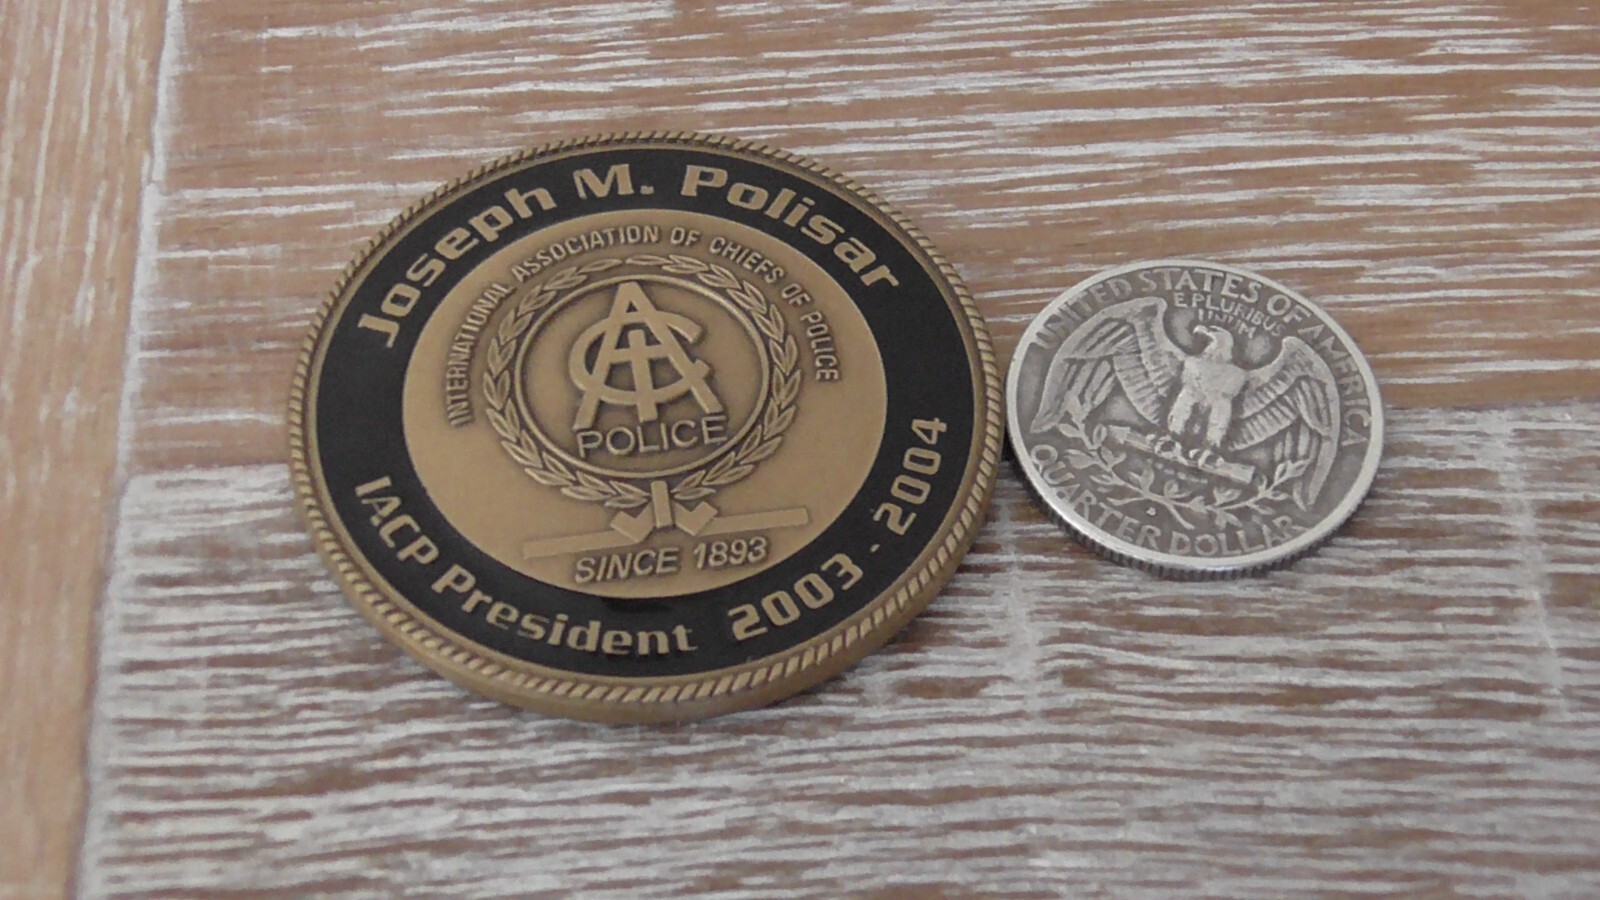 Joseph M. Polisar
INTERNATIONAL ASSOCIATION OF CHIEFS OF POLICE
POLICE
SINCE 1893
IACP President 2003 - 2004
UNITED STATES OF AMERICA
E PLURIBUS
UNUM
QUARTER DOLLAR